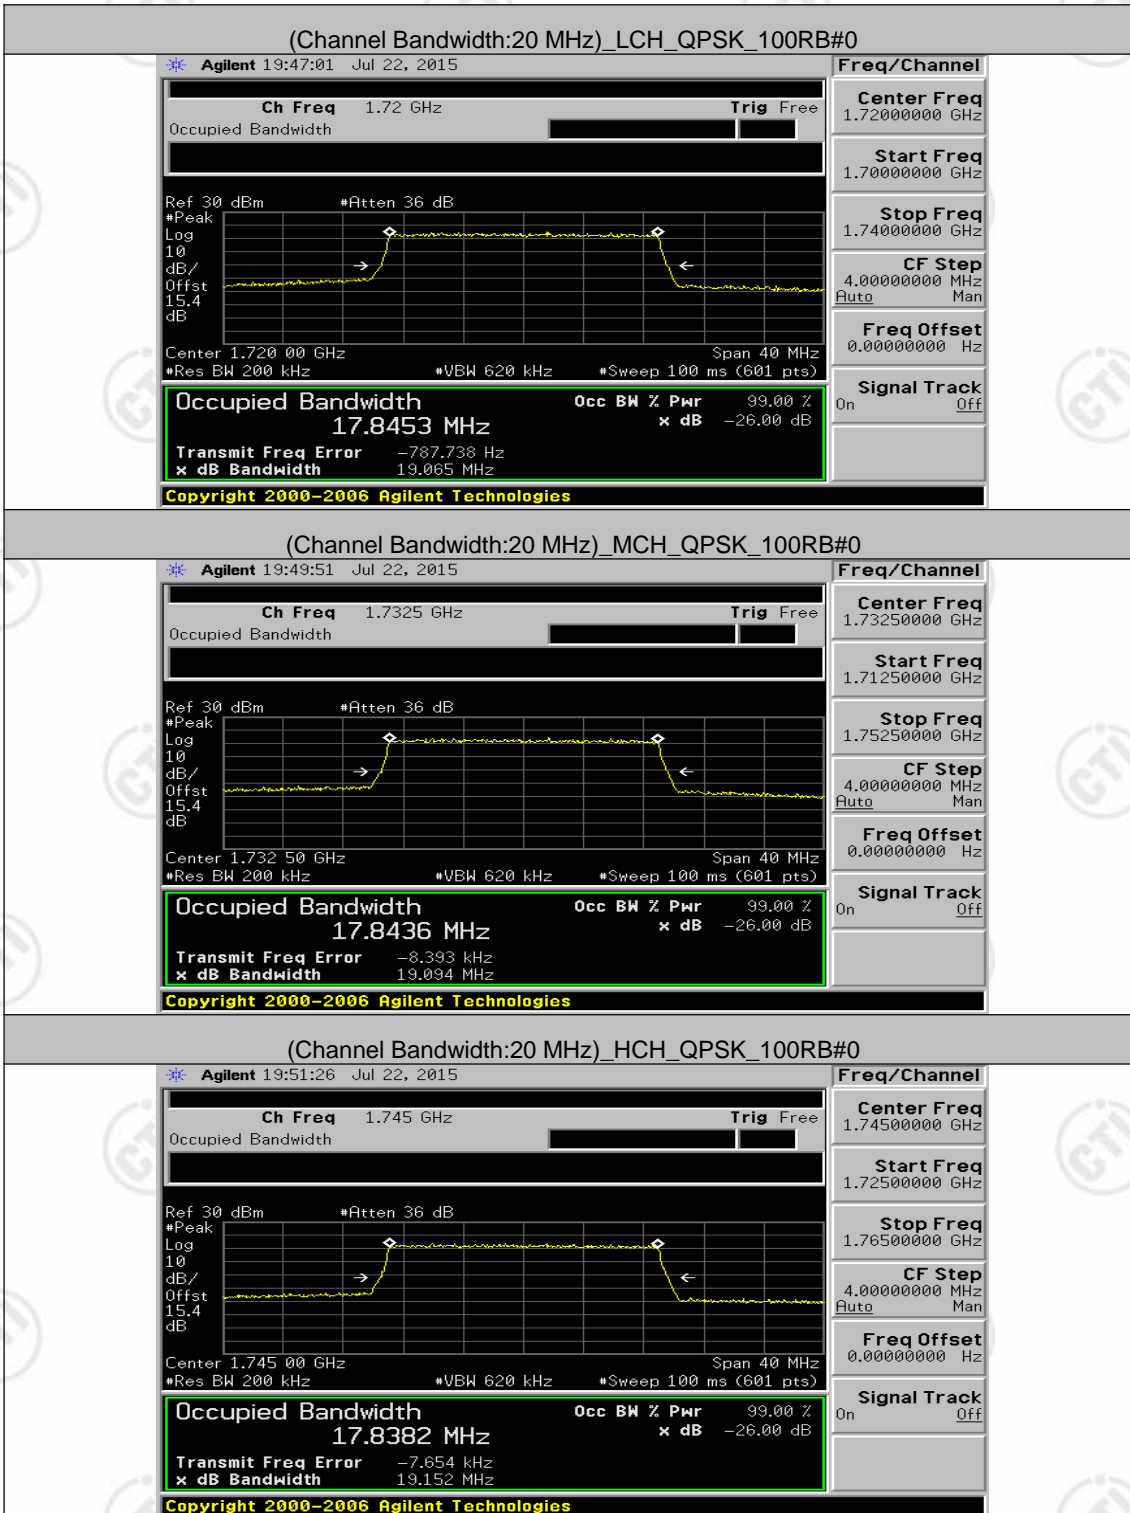 (Channel Bandwidth:20 MHz)_LCH_QPSK_100RB#0
Agilent 19:47:01 Jul 22, 2015
Freq/Channel
Ch Freq 1.72 GHz Trig Free
Occupied Bandwidth
Center Freq
1.72000000 GHz
Start Freq
1.70000000 GHz
Stop Freq
1.74000000 GHz
CF Step
4.00000000 MHz
Auto Man
Freq Offset
0.00000000 Hz
Signal Track
On Off
Ref 30 dBm #Atten 36 dB
#Peak
Log
10
dB/
Offst
15.4
dB
Center 1.720 00 GHz Span 40 MHz
#Res BW 200 kHz #VBW 620 kHz #Sweep 100 ms (601 pts)
Occupied Bandwidth Occ BW % Pwr 99.00 %
17.8453 MHz x dB -26.00 dB
Transmit Freq Error -787.738 Hz
x dB Bandwidth 19.065 MHz
Copyright 2000-2006 Agilent Technologies
(Channel Bandwidth:20 MHz)_MCH_QPSK_100RB#0
Agilent 19:49:51 Jul 22, 2015
Freq/Channel
Ch Freq 1.7325 GHz Trig Free
Occupied Bandwidth
Center Freq
1.73250000 GHz
Start Freq
1.71250000 GHz
Stop Freq
1.75250000 GHz
CF Step
4.00000000 MHz
Auto Man
Freq Offset
0.00000000 Hz
Signal Track
On Off
Ref 30 dBm #Atten 36 dB
#Peak
Log
10
dB/
Offst
15.4
dB
Center 1.732 50 GHz Span 40 MHz
#Res BW 200 kHz #VBW 620 kHz #Sweep 100 ms (601 pts)
Occupied Bandwidth Occ BW % Pwr 99.00 %
17.8436 MHz x dB -26.00 dB
Transmit Freq Error -8.393 kHz
x dB Bandwidth 19.094 MHz
Copyright 2000-2006 Agilent Technologies
(Channel Bandwidth:20 MHz)_HCH_QPSK_100RB#0
Agilent 19:51:26 Jul 22, 2015
Freq/Channel
Ch Freq 1.745 GHz Trig Free
Occupied Bandwidth
Center Freq
1.74500000 GHz
Start Freq
1.72500000 GHz
Stop Freq
1.76500000 GHz
CF Step
4.00000000 MHz
Auto Man
Freq Offset
0.00000000 Hz
Signal Track
On Off
Ref 30 dBm #Atten 36 dB
#Peak
Log
10
dB/
Offst
15.4
dB
Center 1.745 00 GHz Span 40 MHz
#Res BW 200 kHz #VBW 620 kHz #Sweep 100 ms (601 pts)
Occupied Bandwidth Occ BW % Pwr 99.00 %
17.8382 MHz x dB -26.00 dB
Transmit Freq Error -7.654 kHz
x dB Bandwidth 19.152 MHz
Copyright 2000-2006 Agilent Technologies
CTI
CTI
CTI
CTI
CTI
CTI